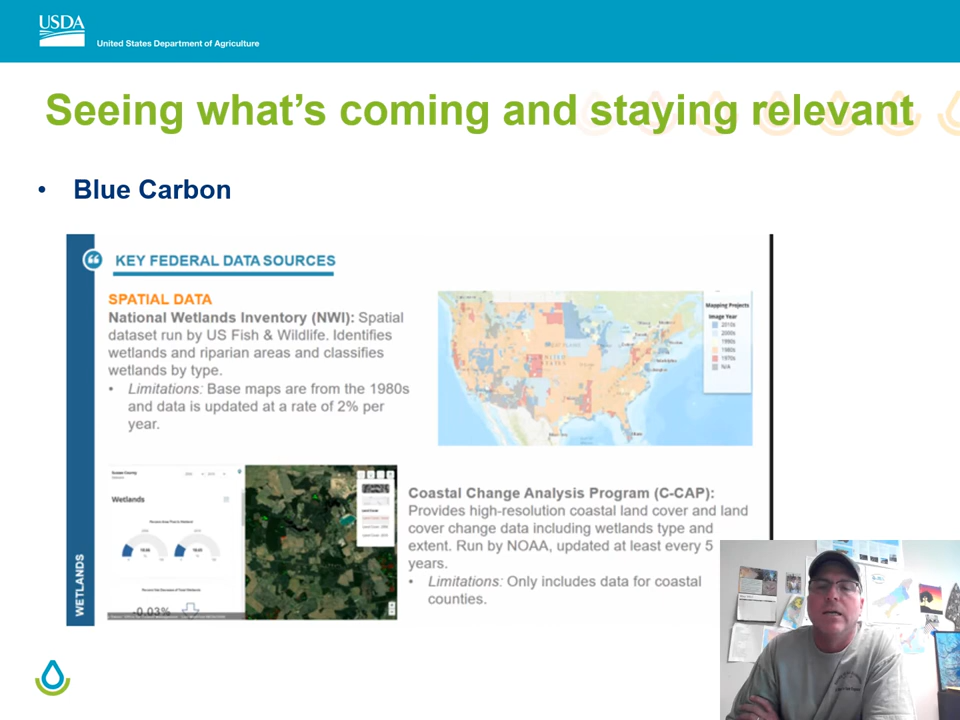 USDA
United States Department of Agriculture
Seeing what's coming and staying relevant
• Blue Carbon
KEY FEDERAL DATA SOURCES
SPATIAL DATA
National Wetlands Inventory (NWI): Spatial
dataset run by US Fish & Wildlife. Identifies
wetlands and riparian areas and classifies
wetlands by type.
• Limitations: Base maps are from the 1980s
and data is updated at a rate of 2% per
year.
Mapping Projects
Image Year
2010s
2000s
1990s
1980s
1970s
N/A
Wetlands
-0.03%
Coastal Change Analysis Program (C-CAP):
Provides high-resolution coastal land cover and land
cover change data including wetlands type and
extent. Run by NOAA, updated at least every 5
years.
• Limitations: Only includes data for coastal
counties.
WETLANDS